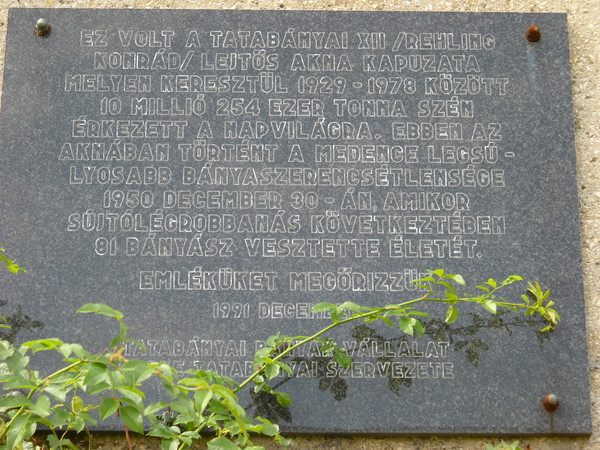 EZ VOLT A TATABÁNYAI XII /REHLING
KONRÁD/ LEJTŐS AKNA KAPUZATA
MELYEN KERESZTÜL 1929-1978 KÖZÖTT
10 MILLIÓ 254 EZER TONNA SZÉN
ÉRKEZETT A NAPVILÁGRA. EBBEN AZ
AKNÁBAN TÖRTÉNT A MEDENCE LEGSÚ-
LYOSABB BÁNYASZERENCSÉTLENSÉGE
1950 DECEMBER 30-ÁN, AMIKOR
SÚJTÓLÉGROBBANÁS KÖVETKEZTÉBEN
81 BÁNYÁSZ VESZTETTE ÉLETÉT.
EMLÉKÜKET MEGŐRIZZÜK
1991
TATABÁNYAI VÁLLALAT
TATABÁNYAI SZERVEZETE